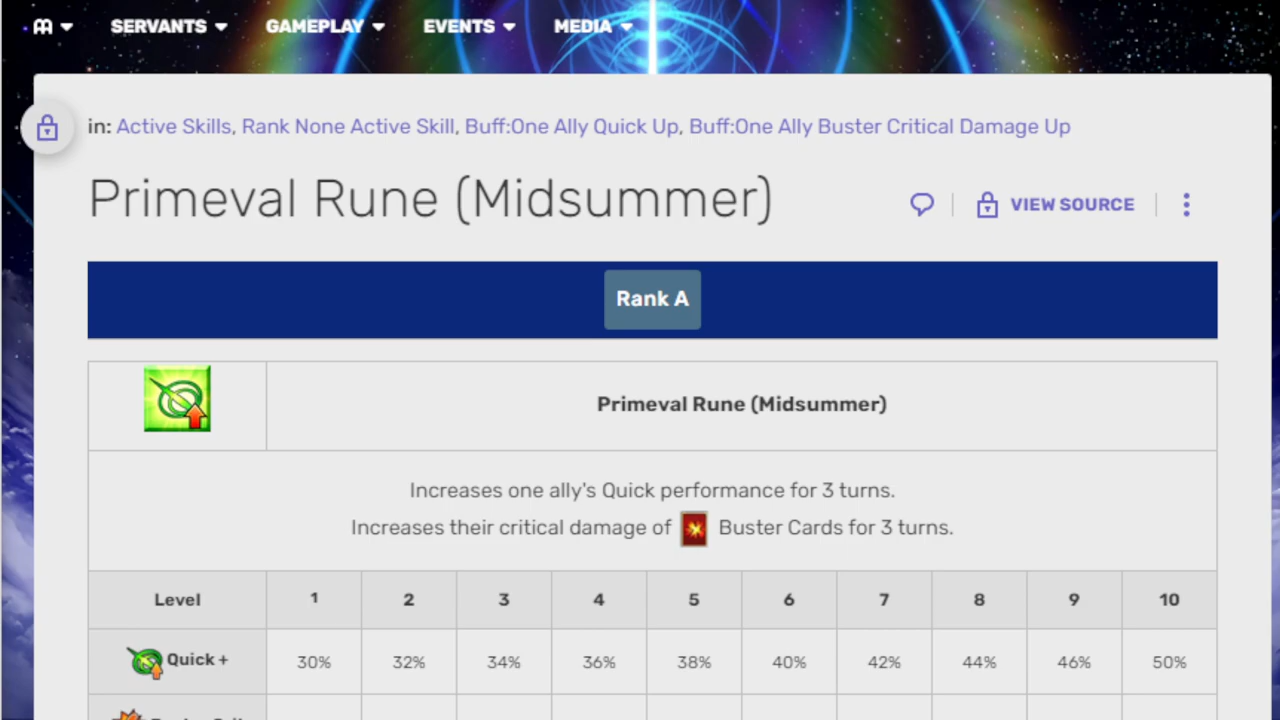 SERVANTS GAMEPLAY EVENTS MEDIA
in: Active Skills, Rank None Active Skill, Buff:One Ally Quick Up, Buff:One Ally Buster Critical Damage Up
Primeval Rune (Midsummer)
VIEW SOURCE
Rank A
Primeval Rune (Midsummer)
Increases one ally's Quick performance for 3 turns.
Increases their critical damage of Buster Cards for 3 turns.
Level 1 2 3 4 5 6 7 8 9 10
Quick + 30% 32% 34% 36% 38% 40% 42% 44% 46% 50%